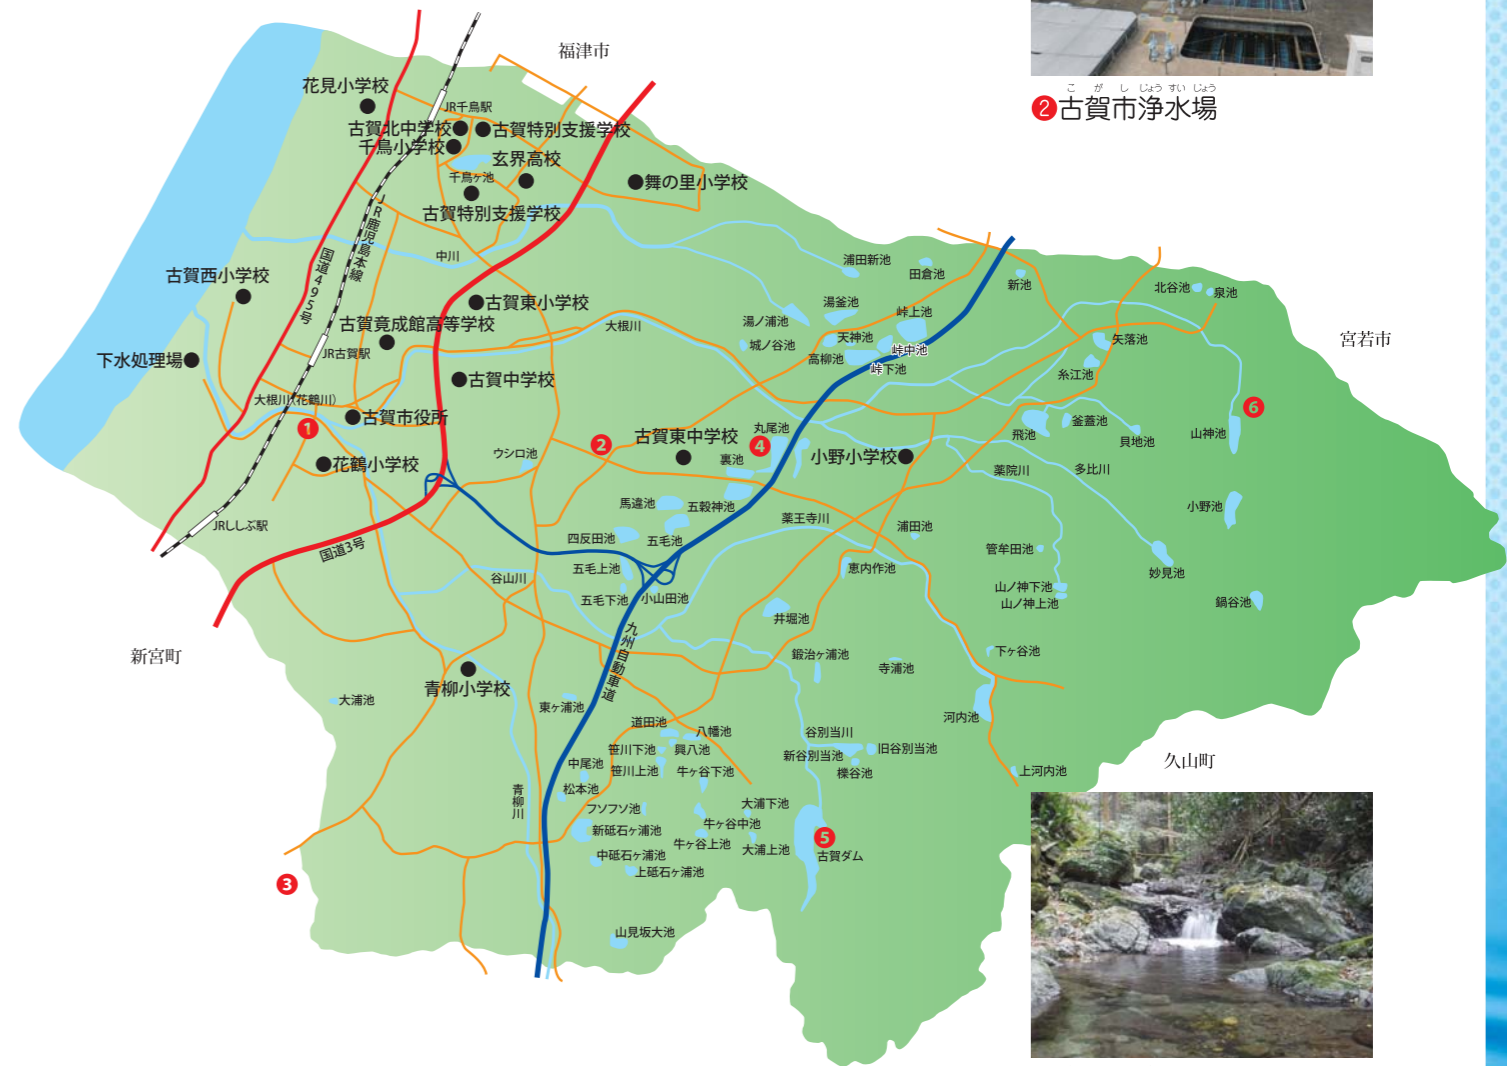 福津市
こ が し じょう すい じょう
❷古賀市浄水場
花見小学校
JR千鳥駅
古賀北中学校
古賀特別支援学校
千鳥小学校
玄界高校
千鳥ヶ池
舞の里小学校
古賀特別支援学校
JR鹿児島本線
国道495号
中川
古賀西小学校
古賀東小学校
古賀竟成館高等学校
JR古賀駅
下水処理場
大根川
古賀中学校
大根川(花鶴川)
古賀市役所
❶
花鶴小学校
ウシロ池
❷
古賀東中学校
JRししぶ駅
国道3号
新宮町
浦田新池
田倉池
新池
北谷池
泉池
宮若市
湯釜池
峠上池
湯ノ浦池
天神池
城ノ谷池
高柳池
峠中池
峠下池
矢落池
糸江池
❻
丸尾池
❹
小野小学校
飛池
釜蓋池
貝地池
山神池
裏池
薬院川
多比川
馬違池
五穀神池
薬王寺川
浦田池
小野池
四反田池
五毛池
管牟田池
妙見池
五毛上池
恵内作池
谷山川
五毛下池
小山田池
山ノ神下池
山ノ神上池
鍋谷池
井堀池
九州自動車道
鍛治ヶ浦池
寺浦池
下ヶ谷池
青柳小学校
大浦池
東ヶ浦池
河内池
道田池
八幡池
谷別当川
笹川下池
興八池
新谷別当池
旧谷別当池
中尾池
笹川上池
牛ヶ谷下池
櫟谷池
上河内池
久山町
松本池
青柳川
フソフソ池
大浦下池
新砥石ヶ浦池
牛ヶ谷中池
牛ヶ谷上池
大浦上池
❺
古賀ダム
中砥石ヶ浦池
上砥石ヶ浦池
❸
山見坂大池